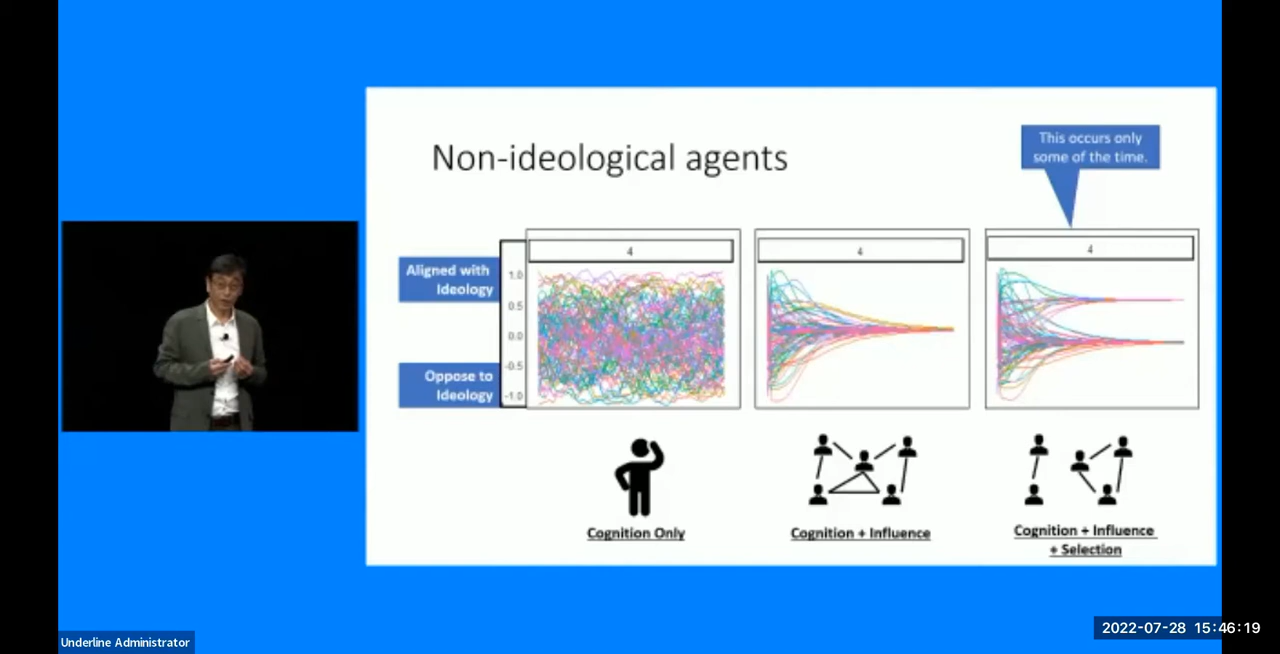 Non-ideological agents
This occurs only
some of the time.
Aligned with
Ideology
Oppose to
Ideology
1.0
0.5
0.0
-0.5
-1.0
4
4
4
Cognition Only
Cognition + Influence
Cognition + Influence
+ Selection
Underline Administrator
2022-07-28 15:46:19